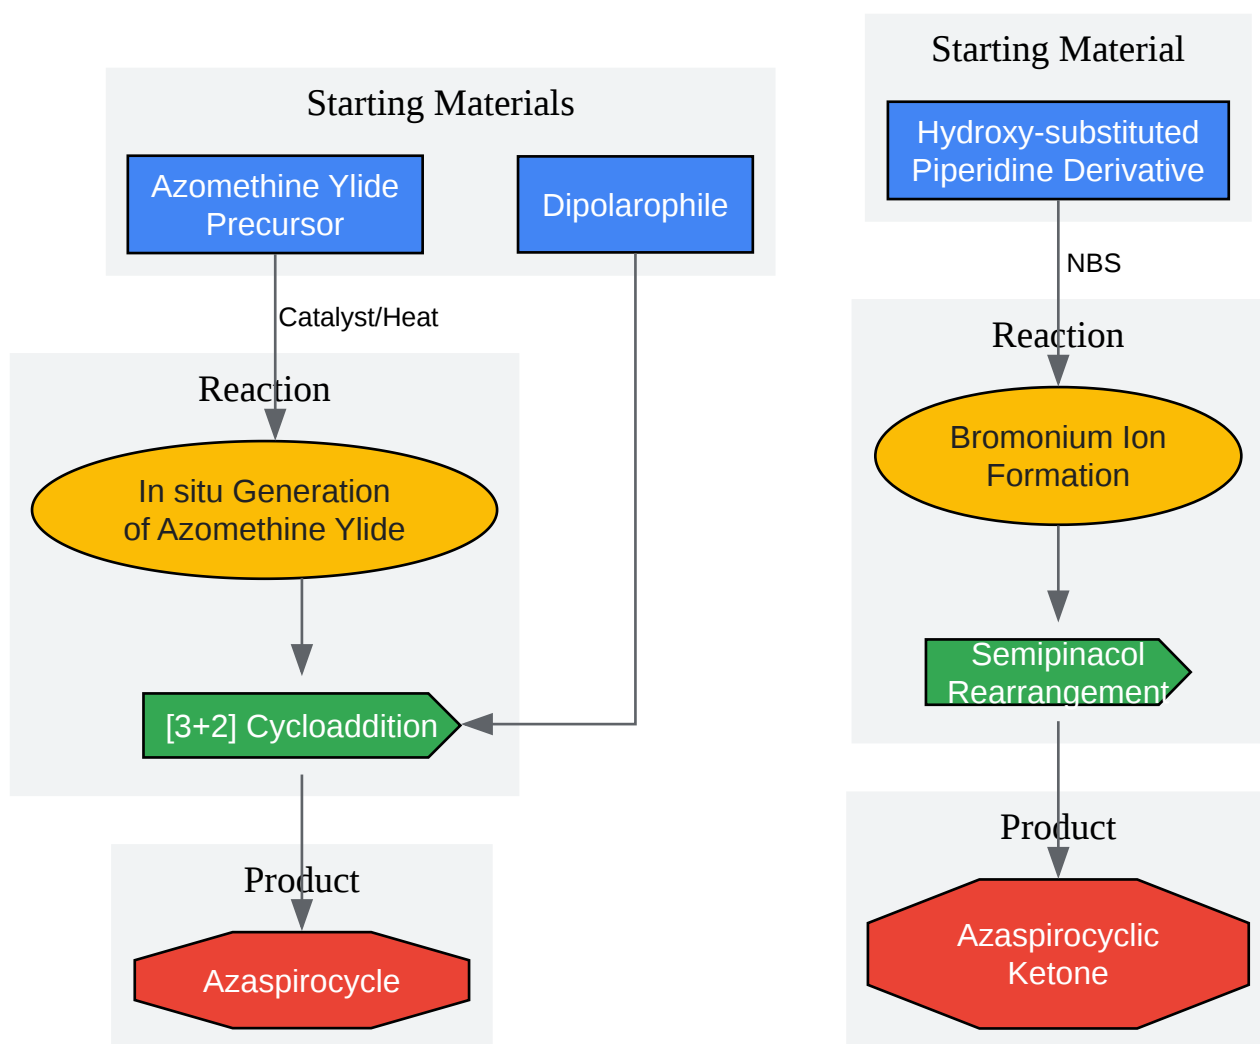 Starting Materials
Azomethine Ylide
Precursor
Dipolarophile
Catalyst/Heat
Reaction
In situ Generation
of Azomethine Ylide
[3+2] Cycloaddition
Product
Azaspirocycle
Starting Material
Hydroxy-substituted
Piperidine Derivative
NBS
Reaction
Bromonium Ion
Formation
Semipinacol
Rearrangement
Product
Azaspirocyclic
Ketone